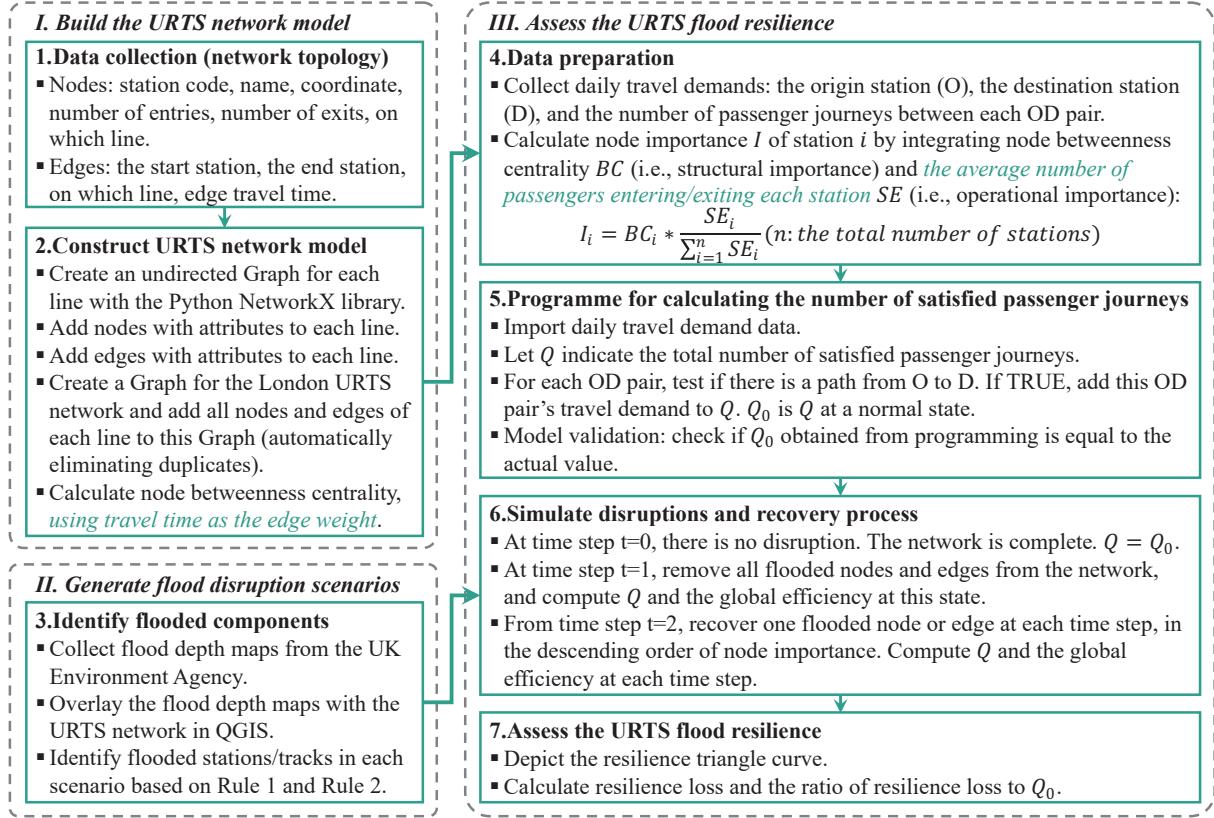 I. Build the URTS network model
1.Data collection (network topology)
▪ Nodes: station code, name, coordinate,
number of entries, number of exits, on
which line.
▪ Edges: the start station, the end station,
on which line, edge travel time.
2.Construct URTS network model
▪ Create an undirected Graph for each
line with the Python NetworkX library.
▪ Add nodes with attributes to each line.
▪ Add edges with attributes to each line.
▪ Create a Graph for the London URTS
network and add all nodes and edges of
each line to this Graph (automatically
eliminating duplicates).
▪ Calculate node betweenness centrality,
using travel time as the edge weight.
II. Generate flood disruption scenarios
3.Identify flooded components
▪ Collect flood depth maps from the UK
Environment Agency.
▪ Overlay the flood depth maps with the
URTS network in QGIS.
▪ Identify flooded stations/tracks in each
scenario based on Rule 1 and Rule 2.
III. Assess the URTS flood resilience
4.Data preparation
▪ Collect daily travel demands: the origin station (O), the destination station
(D), and the number of passenger journeys between each OD pair.
▪ Calculate node importance I of station i by integrating node betweenness
centrality BC (i.e., structural importance) and the average number of
passengers entering/exiting each station SE (i.e., operational importance):
I_i = BC_i * SE_i / ∑_{i=1}^n SE_i (n: the total number of stations)
5.Programme for calculating the number of satisfied passenger journeys
▪ Import daily travel demand data.
▪ Let Q indicate the total number of satisfied passenger journeys.
▪ For each OD pair, test if there is a path from O to D. If TRUE, add this OD
pair's travel demand to Q. Q₀ is Q at a normal state.
▪ Model validation: check if Q₀ obtained from programming is equal to the
actual value.
6.Simulate disruptions and recovery process
▪ At time step t=0, there is no disruption. The network is complete. Q = Q₀.
▪ At time step t=1, remove all flooded nodes and edges from the network,
and compute Q and the global efficiency at this state.
▪ From time step t=2, recover one flooded node or edge at each time step, in
the descending order of node importance. Compute Q and the global
efficiency at each time step.
7.Assess the URTS flood resilience
▪ Depict the resilience triangle curve.
▪ Calculate resilience loss and the ratio of resilience loss to Q₀.